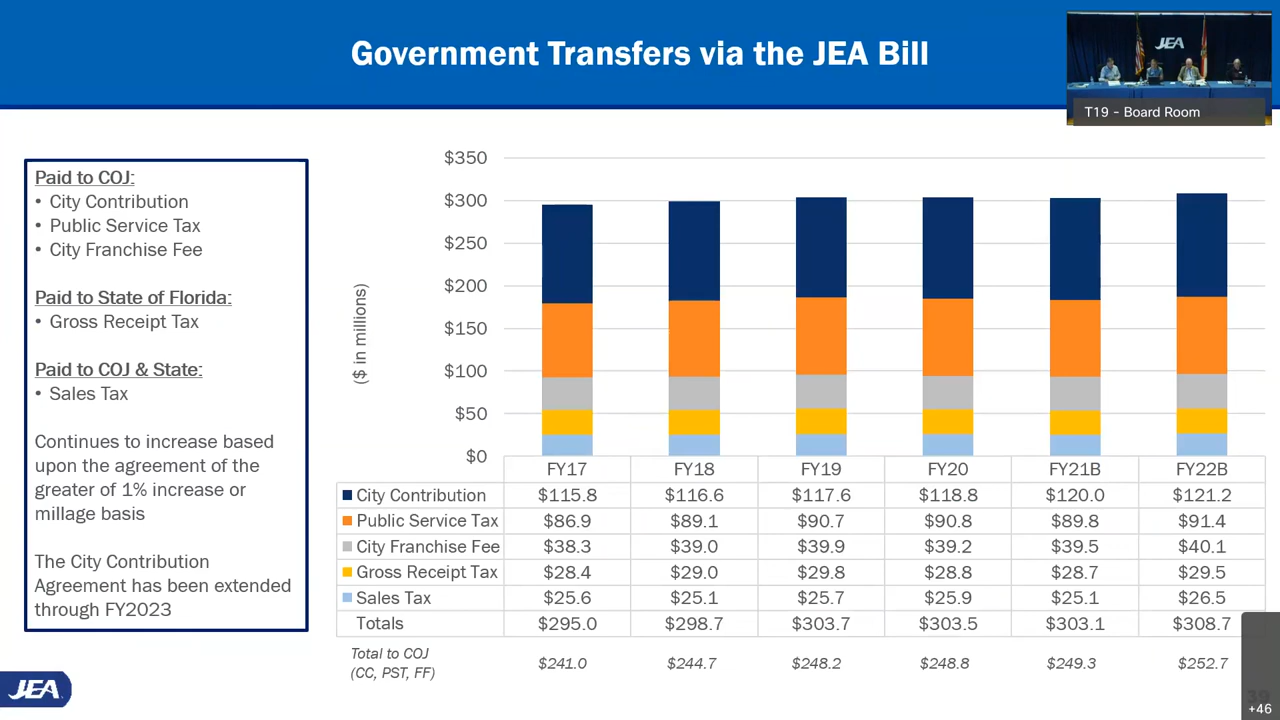 Government Transfers via the JEA Bill
JEA
T19 - Board Room
Paid to COJ:
• City Contribution
• Public Service Tax
• City Franchise Fee
Paid to State of Florida:
• Gross Receipt Tax
Paid to COJ & State:
• Sales Tax
Continues to increase based
upon the agreement of the
greater of 1% increase or
millage basis
The City Contribution
Agreement has been extended
through FY2023
($ in millions)
$350
$300
$250
$200
$150
$100
$50
$0
FY17 FY18 FY19 FY20 FY21B FY22B
City Contribution $115.8 $116.6 $117.6 $118.8 $120.0 $121.2
Public Service Tax $86.9 $89.1 $90.7 $90.8 $89.8 $91.4
City Franchise Fee $38.3 $39.0 $39.9 $39.2 $39.5 $40.1
Gross Receipt Tax $28.4 $29.0 $29.8 $28.8 $28.7 $29.5
Sales Tax $25.6 $25.1 $25.7 $25.9 $25.1 $26.5
Totals $295.0 $298.7 $303.7 $303.5 $303.1 $308.7
Total to COJ
(CC, PST, FF) $241.0 $244.7 $248.2 $248.8 $249.3 $252.7
JEA
39
+46